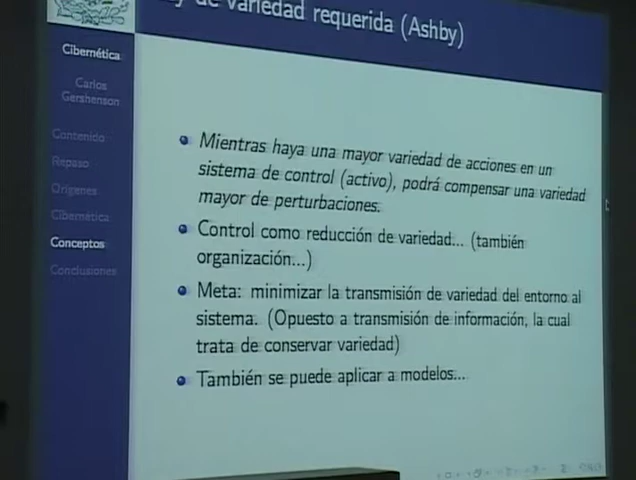 de variedad requerida (Ashby)
Cibernética
Carlos
Gershenson
Contenido
Repaso
Orígenes
Cibernética
Conceptos
Conclusiones
Mientras haya una mayor variedad de acciones en un
sistema de control (activo), podrá compensar una variedad
mayor de perturbaciones.
Control como reducción de variedad... (también
organización...)
Meta: minimizar la transmisión de variedad del entorno al
sistema. (Opuesto a transmisión de información, la cual
trata de conservar variedad)
También se puede aplicar a modelos...